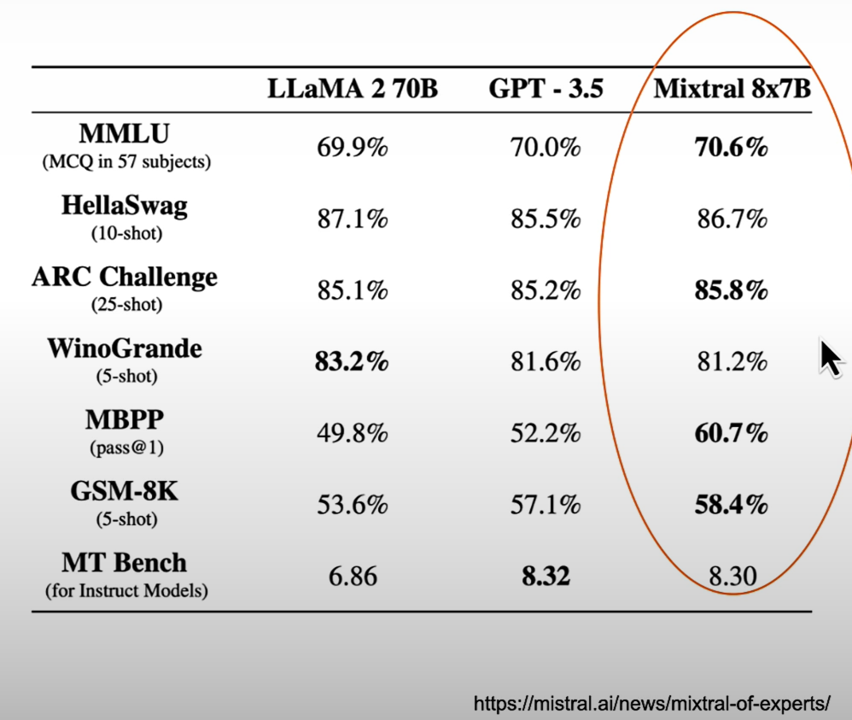 LLaMA 2 70B GPT - 3.5 Mixtral 8x7B
MMLU
(MCQ in 57 subjects) 69.9% 70.0% 70.6%
HellaSwag
(10-shot) 87.1% 85.5% 86.7%
ARC Challenge
(25-shot) 85.1% 85.2% 85.8%
WinoGrande
(5-shot) 83.2% 81.6% 81.2%
MBPP
(pass@1) 49.8% 52.2% 60.7%
GSM-8K
(5-shot) 53.6% 57.1% 58.4%
MT Bench
(for Instruct Models) 6.86 8.32 8.30
https://mistral.ai/news/mixtral-of-experts/